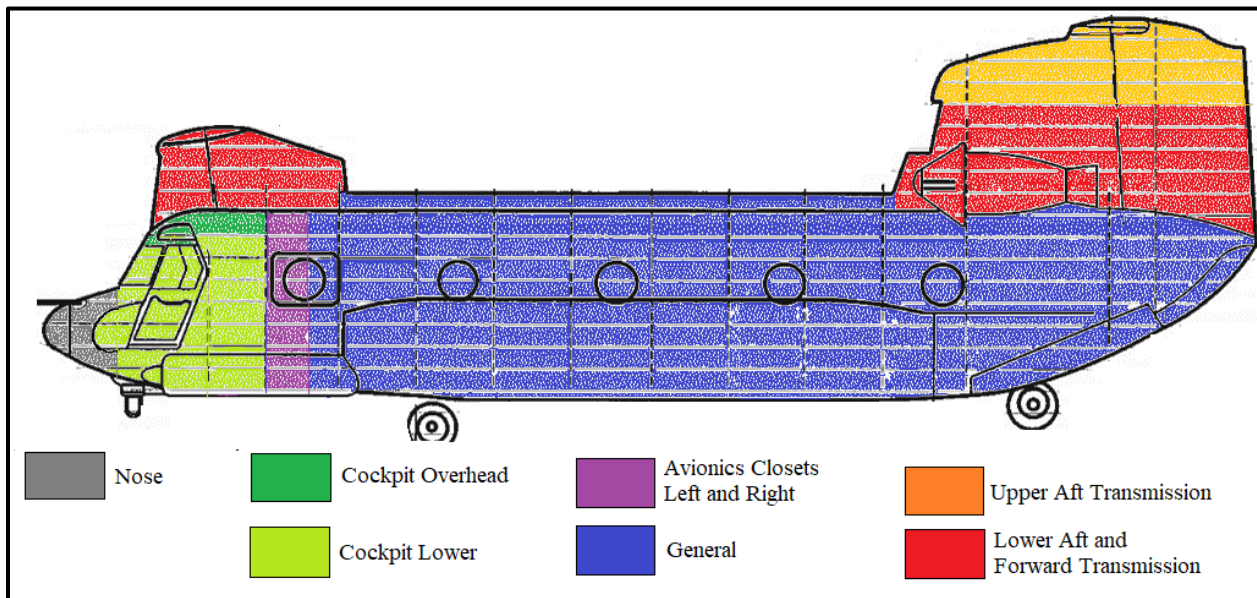 Nose
Cockpit Overhead
Cockpit Lower
Avionics Closets
Left and Right
General
Upper Aft Transmission
Lower Aft and
Forward Transmission